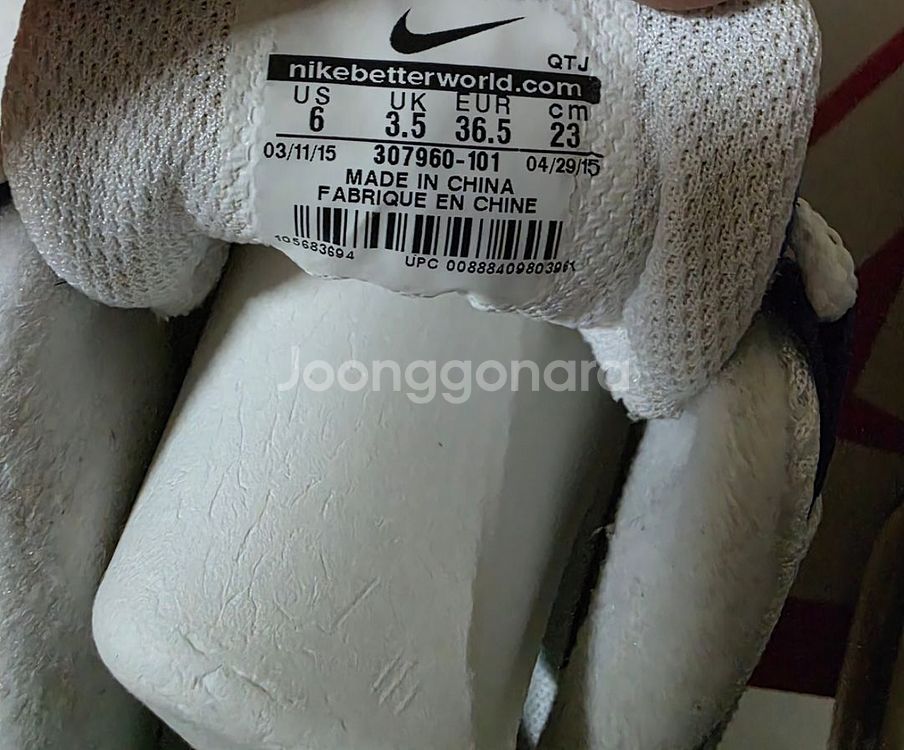 QTJ
nikebetterworld.com
US UK EUR cm
6 3.5 36.5 23
03/11/15 307960-101 04/29/15
MADE IN CHINA
FABRIQUE EN CHINE
105683694
UPC 00888409803961
Joonggonara